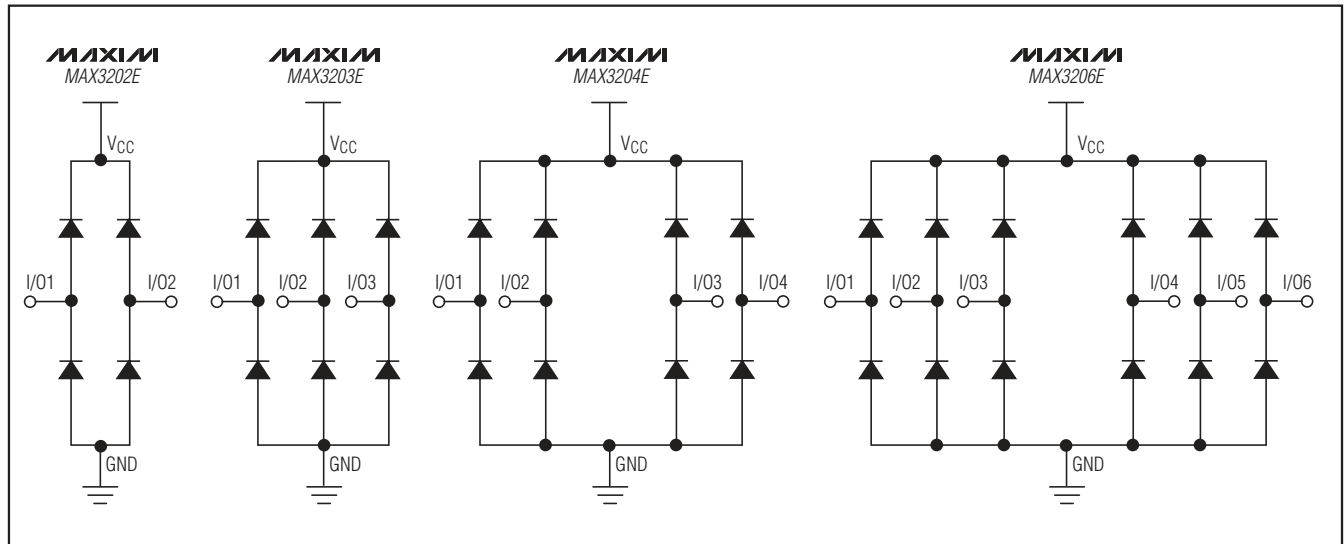 MAXIM
MAX3202E
VCC
I/O1
I/O2
GND
MAXIM
MAX3203E
VCC
I/O1
I/O2
I/O3
GND
MAXIM
MAX3204E
VCC
I/O1
I/O2
I/O3
I/O4
GND
MAXIM
MAX3206E
VCC
I/O1
I/O2
I/O3
I/O4
I/O5
I/O6
GND